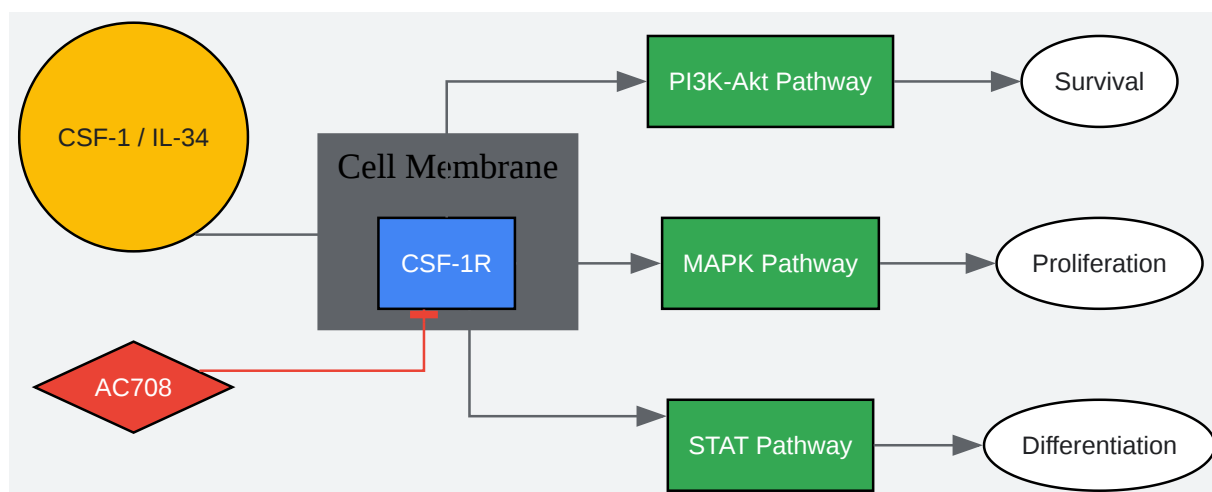 CSF-1 / IL-34
Cell Membrane
CSF-1R
AC708
PI3K-Akt Pathway
Survival
MAPK Pathway
Proliferation
STAT Pathway
Differentiation